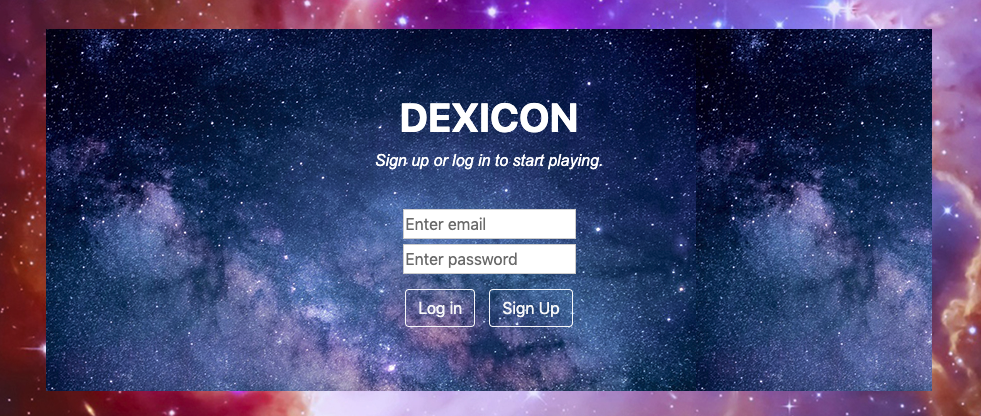 DEXICON
Sign up or log in to start playing.
Enter email
Enter password
Log in Sign Up